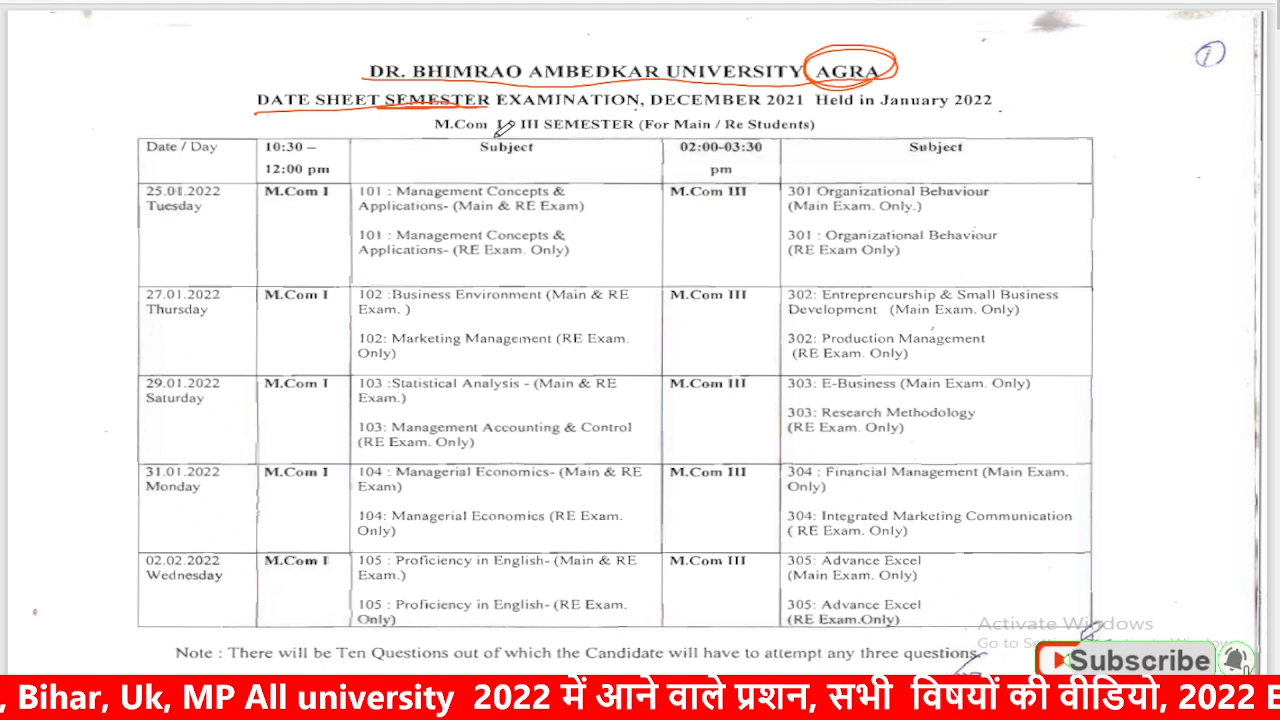 DR. BHIMRAO AMBEDKAR UNIVERSITY AGRA
DATE SHEET SEMESTER EXAMINATION, DECEMBER 2021 Held in January 2022
M.Com I III SEMESTER (For Main / Re Students)
Date / Day 10:30 – 12:00 pm Subject 02:00-03:30 pm Subject
25.01.2022 M.Com I 101 : Management Concepts & M.Com III 301 Organizational Behaviour
Tuesday Applications- (Main & RE Exam) (Main Exam. Only.)
101 : Management Concepts & 301 : Organizational Behaviour
Applications- (RE Exam. Only) (RE Exam Only)
27.01.2022 M.Com I 102 :Business Environment (Main & RE M.Com III 302: Entrepreneurship & Small Business
Thursday Exam. ) Development (Main Exam. Only)
102: Marketing Management (RE Exam. 302: Production Management
Only) (RE Exam. Only)
29.01.2022 M.Com I 103 :Statistical Analysis - (Main & RE M.Com III 303: E-Business (Main Exam. Only)
Saturday Exam.)
303: Research Methodology
103: Management Accounting & Control (RE Exam. Only)
(RE Exam. Only)
31.01.2022 M.Com I 104 : Managerial Economics- (Main & RE M.Com III 304 : Financial Management (Main Exam.
Monday Exam) Only)
104: Managerial Economics (RE Exam. 304: Integrated Marketing Communication
Only) ( RE Exam. Only)
02.02.2022 M.Com I 105 : Proficiency in English- (Main & RE M.Com III 305: Advance Excel
Wednesday Exam.) (Main Exam. Only)
105 : Proficiency in English- (RE Exam. 305: Advance Excel
Only) (RE Exam.Only)
Activate Windows
Note : There will be Ten Questions out of which the Candidate will have to attempt any three questions.
Subscribe
, Bihar, Uk, MP All university 2022 में आने वाले प्रशन, सभी विषयों की वीडियो, 2022 E